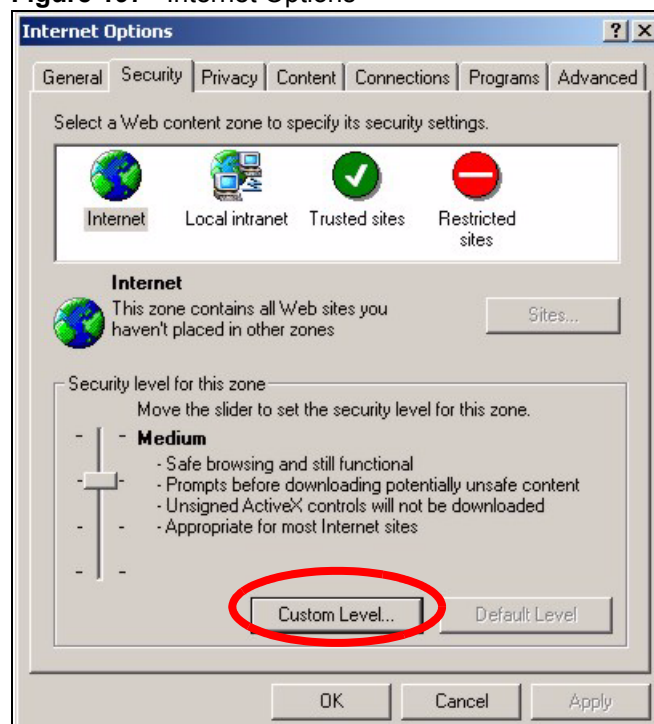 Internet Options
Internet Options
General Security Privacy Content Connections Programs Advanced
Select a Web content zone to specify its security settings.
Internet Local intranet Trusted sites Restricted
sites
Internet
This zone contains all Web sites you
haven't placed in other zones
Sites...
Security level for this zone
Move the slider to set the security level for this zone.
Medium
- Safe browsing and still functional
- Prompts before downloading potentially unsafe content
- Unsigned ActiveX controls will not be downloaded
- Appropriate for most Internet sites
Custom Level... Default Level
OK Cancel Apply